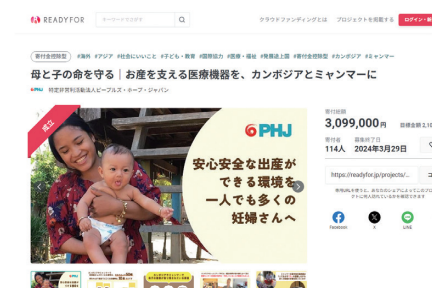 READYFOR
キーワードでさがす
クラウドファンディングとは プロジェクトを掲載する ログイン・新
寄付金控除型 #海外 #アジア #社会にいいこと #子ども・教育 #国際協力 #医療・福祉 #発展途上国 #寄付金控除型 #カンボジア #ミャンマー
母と子の命を守る｜お産を支える医療機器を、カンボジアとミャンマーに
PHJ 特定非営利活動法人ピープルズ・ホープ・ジャパン
成立
PHJ
安心安全な出産が
できる環境を
一人でも多くの
妊婦さんへ
寄付総額
3,099,000円 目標金額 2,10
寄付者 募集終了日
114人 2024年3月29日
https://readyfor.jp/projects/..
Facebook X LINE